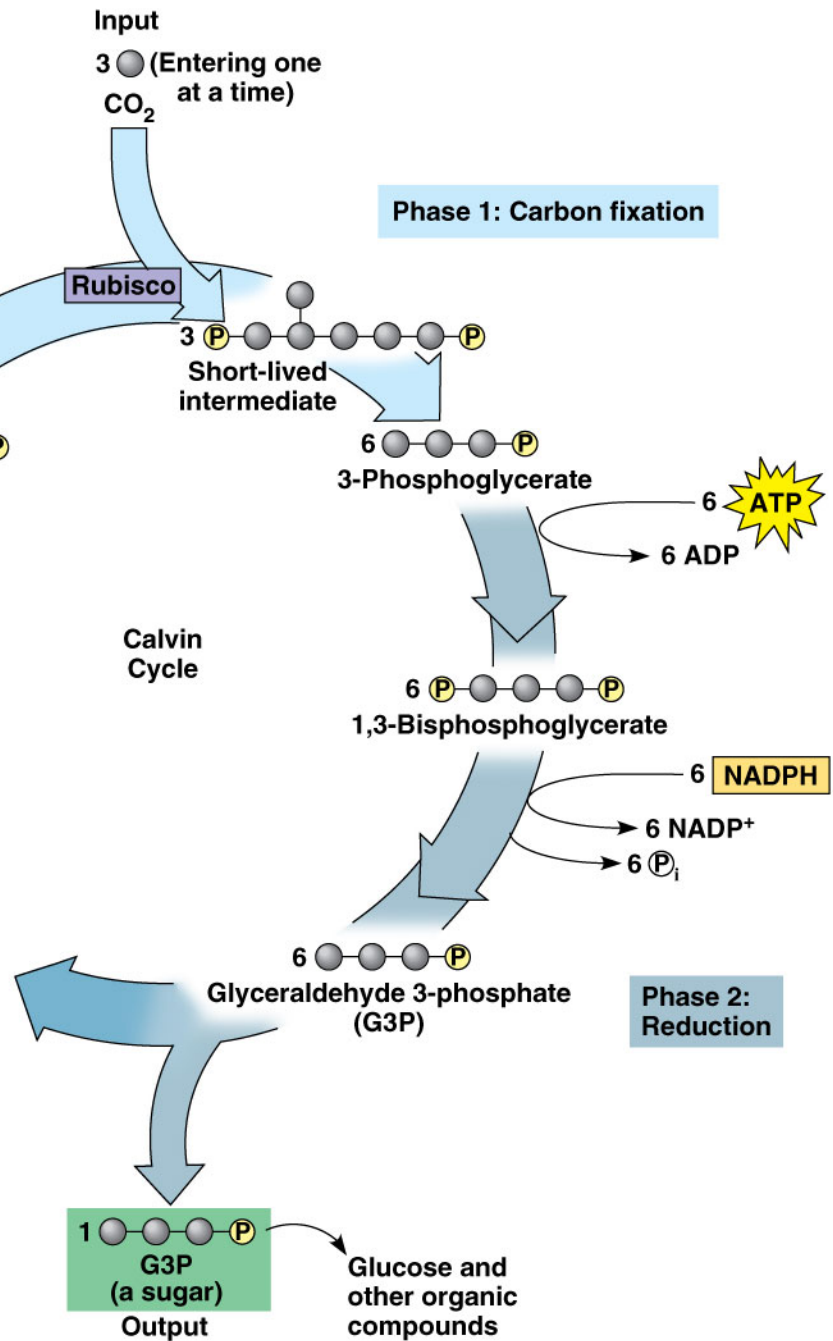 Input
3 (Entering one
at a time)
CO₂
Phase 1: Carbon fixation
Rubisco
3 P P
Short-lived
intermediate
P
6 P
3-Phosphoglycerate
6 ATP
6 ADP
Calvin
Cycle
6 P P
1,3-Bisphosphoglycerate
6 NADPH
6 NADP⁺
6 Pᵢ
6 P
Glyceraldehyde 3-phosphate
(G3P)
Phase 2:
Reduction
1 P
G3P
(a sugar)
Output
Glucose and
other organic
compounds